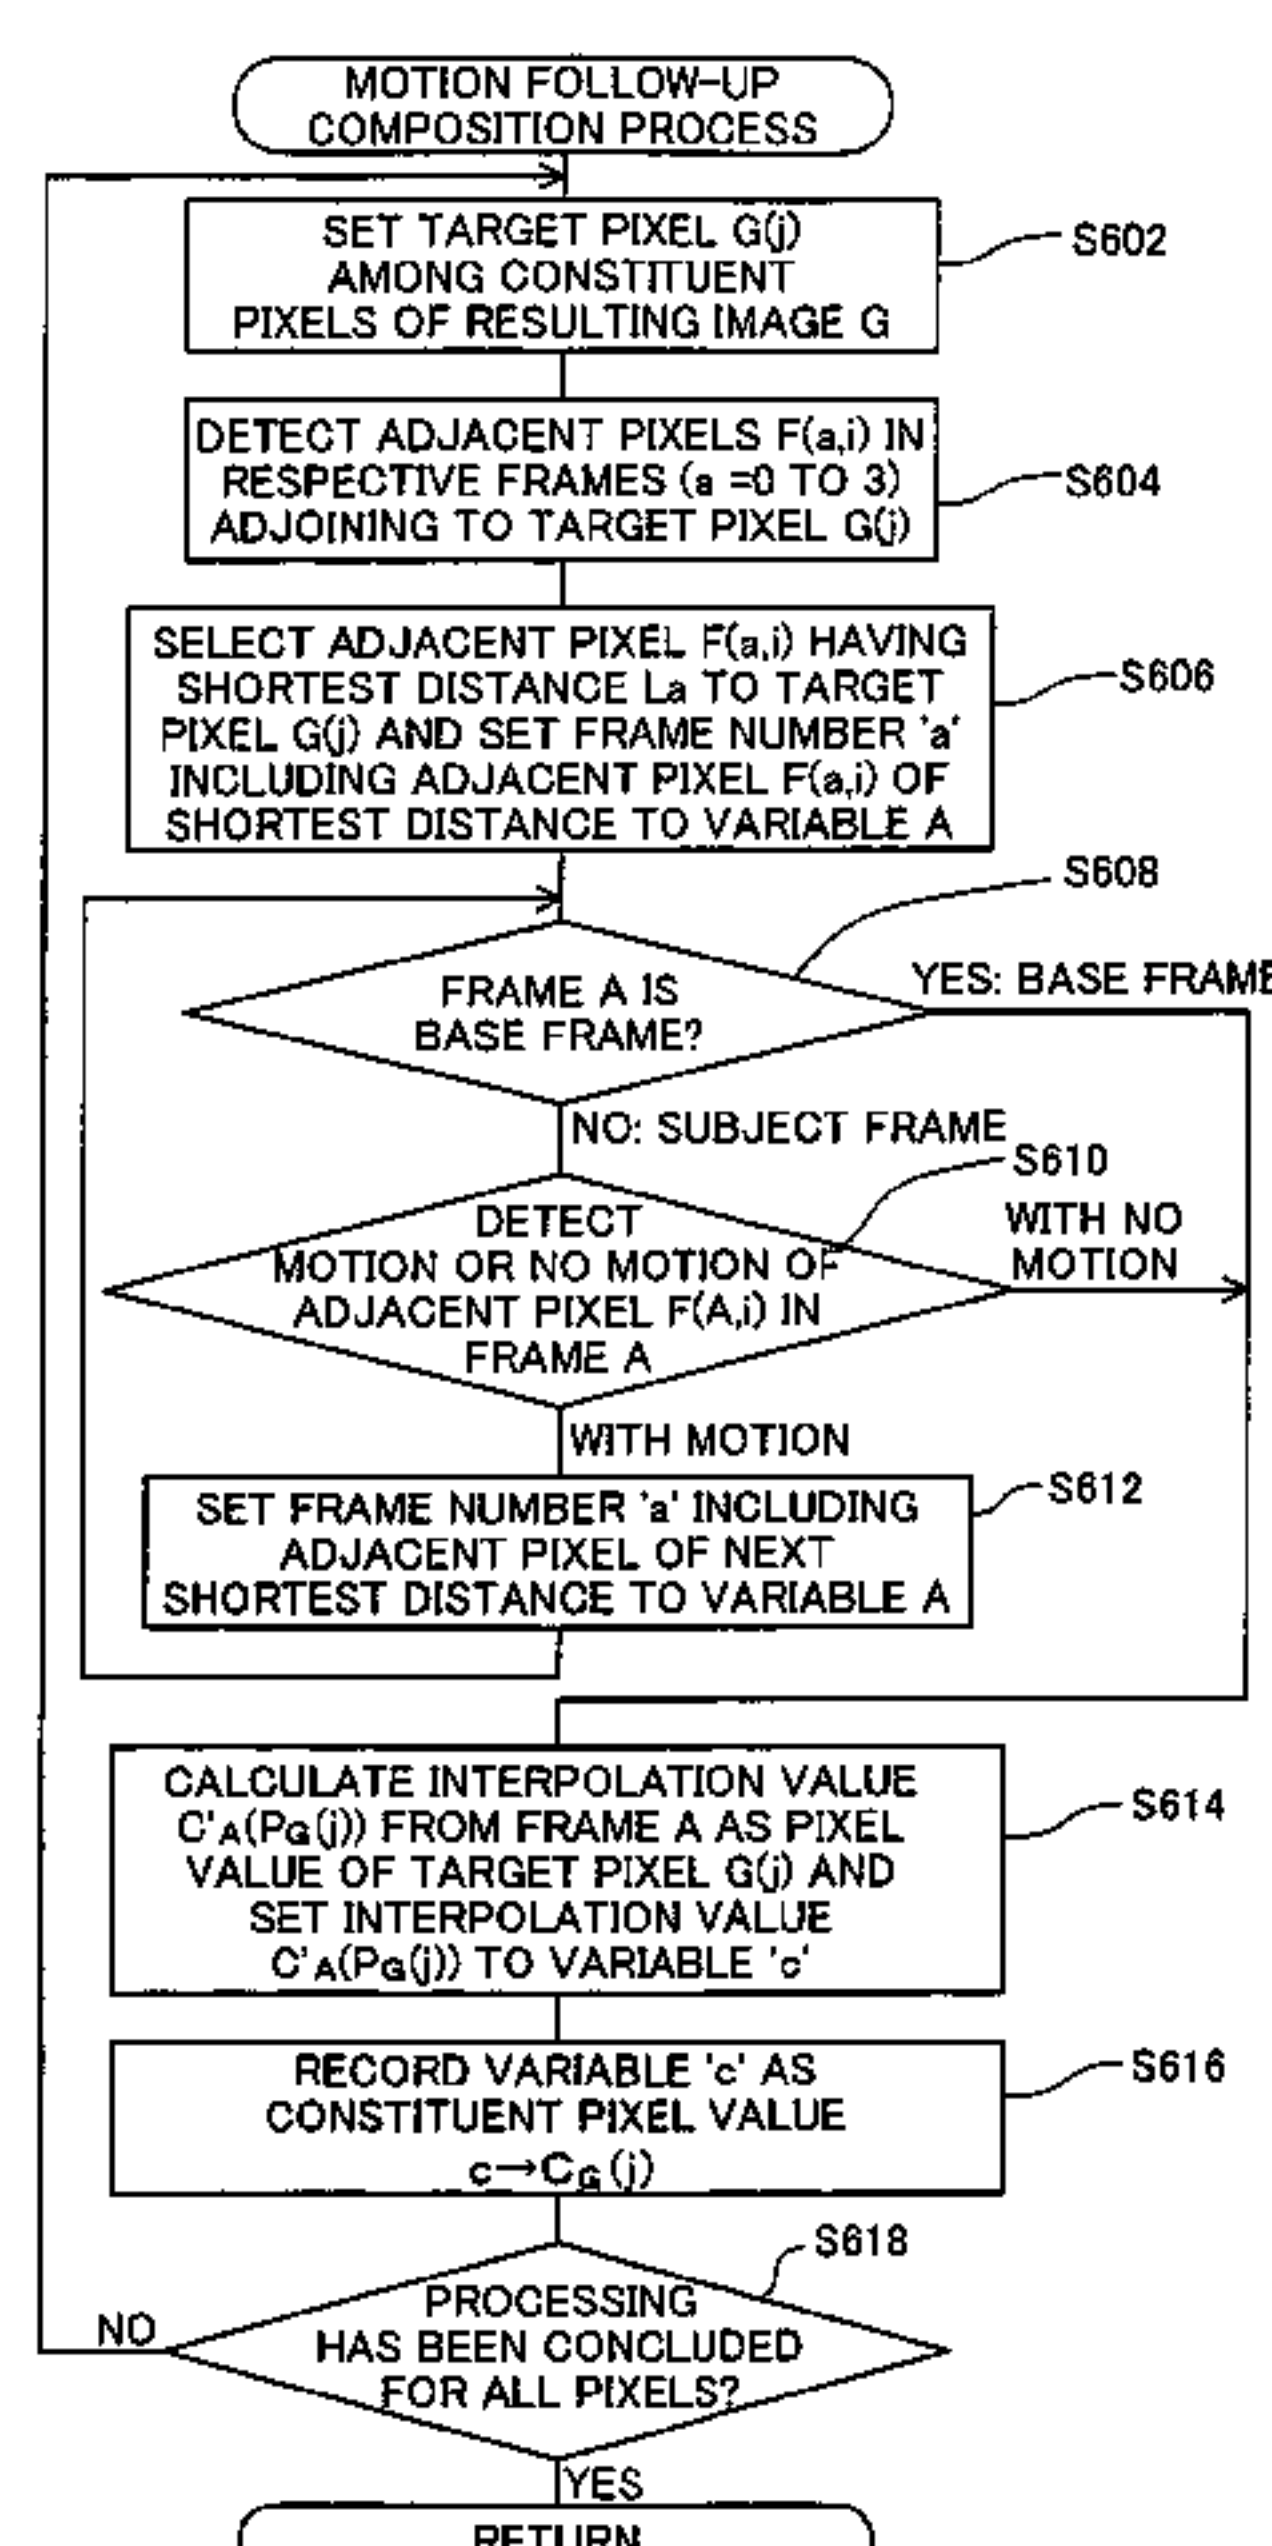 MOTION FOLLOW-UP
COMPOSITION PROCESS
SET TARGET PIXEL G(j)
AMONG CONSTITUENT
PIXELS OF RESULTING IMAGE G
S602
DETECT ADJACENT PIXELS F(a,i) IN
RESPECTIVE FRAMES (a =0 TO 3)
ADJOINING TO TARGET PIXEL G(j)
S604
SELECT ADJACENT PIXEL F(a,i) HAVING
SHORTEST DISTANCE La TO TARGET
PIXEL G(j) AND SET FRAME NUMBER 'a'
INCLUDING ADJACENT PIXEL F(a,i) OF
SHORTEST DISTANCE TO VARIABLE A
S606
S608
FRAME A IS
BASE FRAME?
YES: BASE FRAME
NO: SUBJECT FRAME
S610
DETECT
MOTION OR NO MOTION OF
ADJACENT PIXEL F(A,i) IN
FRAME A
WITH NO
MOTION
WITH MOTION
SET FRAME NUMBER 'a' INCLUDING
ADJACENT PIXEL OF NEXT
SHORTEST DISTANCE TO VARIABLE A
S612
CALCULATE INTERPOLATION VALUE
C'A(PG(j)) FROM FRAME A AS PIXEL
VALUE OF TARGET PIXEL G(j) AND
SET INTERPOLATION VALUE
C'A(PG(j)) TO VARIABLE 'c'
S614
RECORD VARIABLE 'c' AS
CONSTITUENT PIXEL VALUE
c→CG(j)
S616
S618
PROCESSING
HAS BEEN CONCLUDED
FOR ALL PIXELS?
NO
YES
RETURN